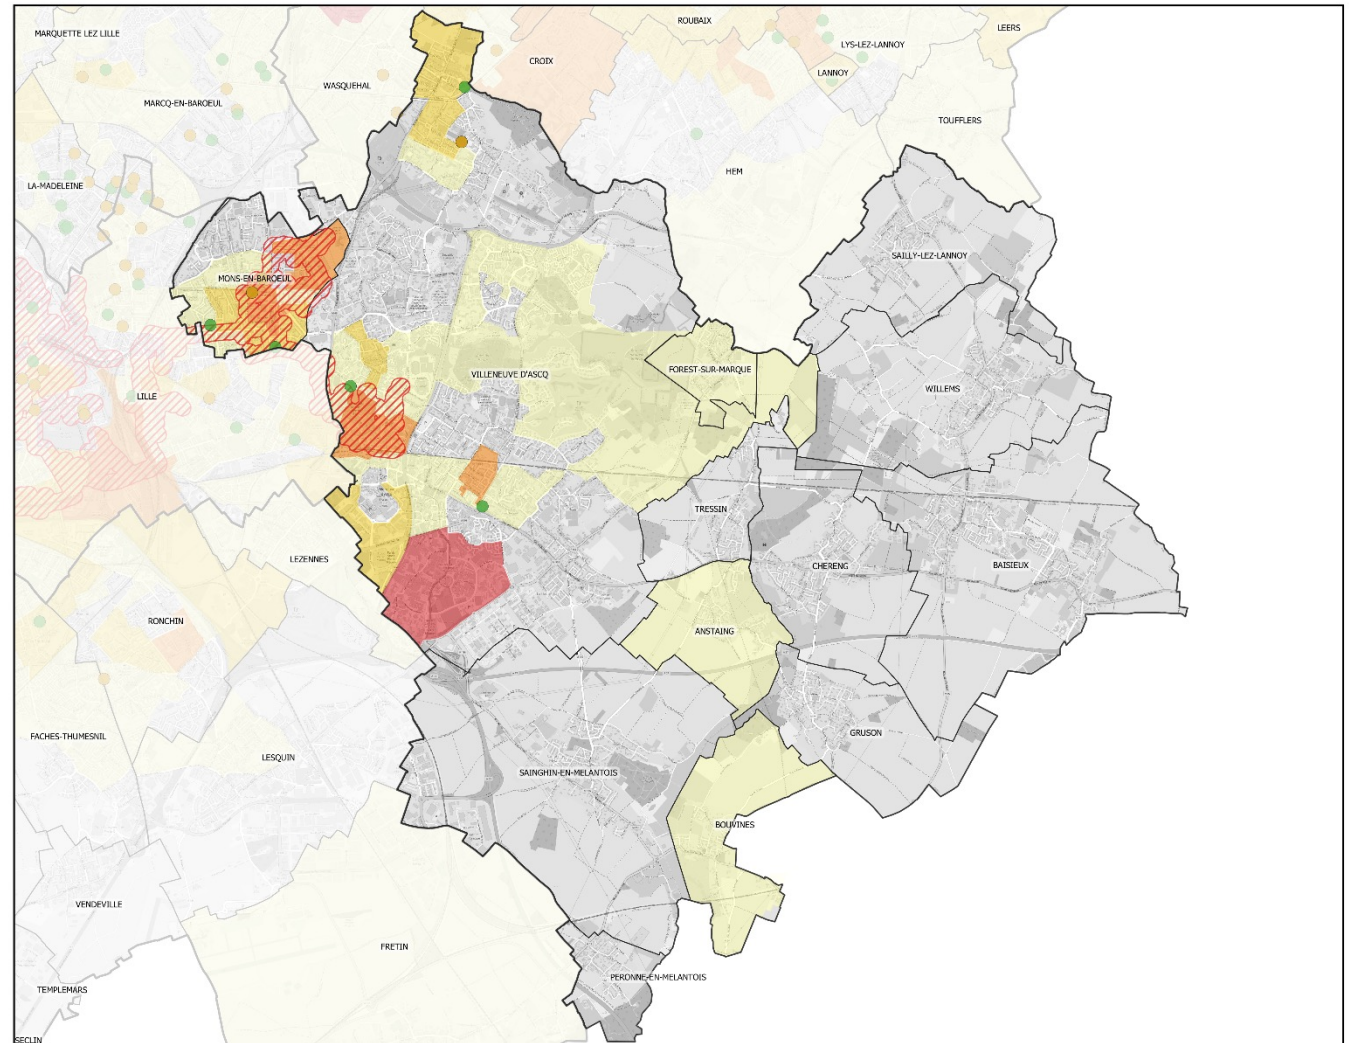 ROUBAIX
LEERS
MARQUETTE LEZ LILLE
LYS-LEZ-LANNOY
CROIX
LANNOY
WASQUEHAL
MARCQ-EN-BAROEUL
TOUFFLERS
HEM
LA-MADELEINE
SAILLY-LEZ-LANNOY
MONS-EN-BAROEUL
FOREST-SUR-MARQUE
VILLENEUVE D'ASCQ
WILLEMS
LILLE
TRESSIN
LEZENNES
CHERENG
BAISIEUX
RONCHIN
ANSTAING
GRUSON
FACHES-THUMESNIL
LESQUIN
SAINGHIN-EN-MELANTOIS
BOUVINES
VENDEVILLE
FRETIN
PERONNE-EN-MELANTOIS
TEMPLEMARS
SECLIN